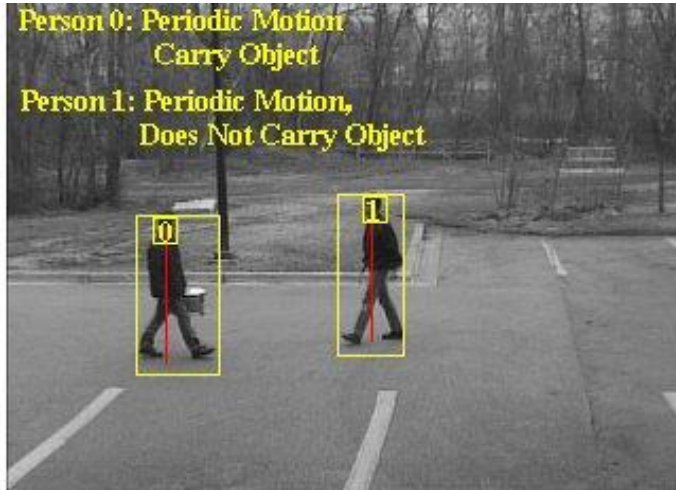 Person 0: Periodic Motion
Carry Object
Person 1: Periodic Motion,
Does Not Carry Object
0
1